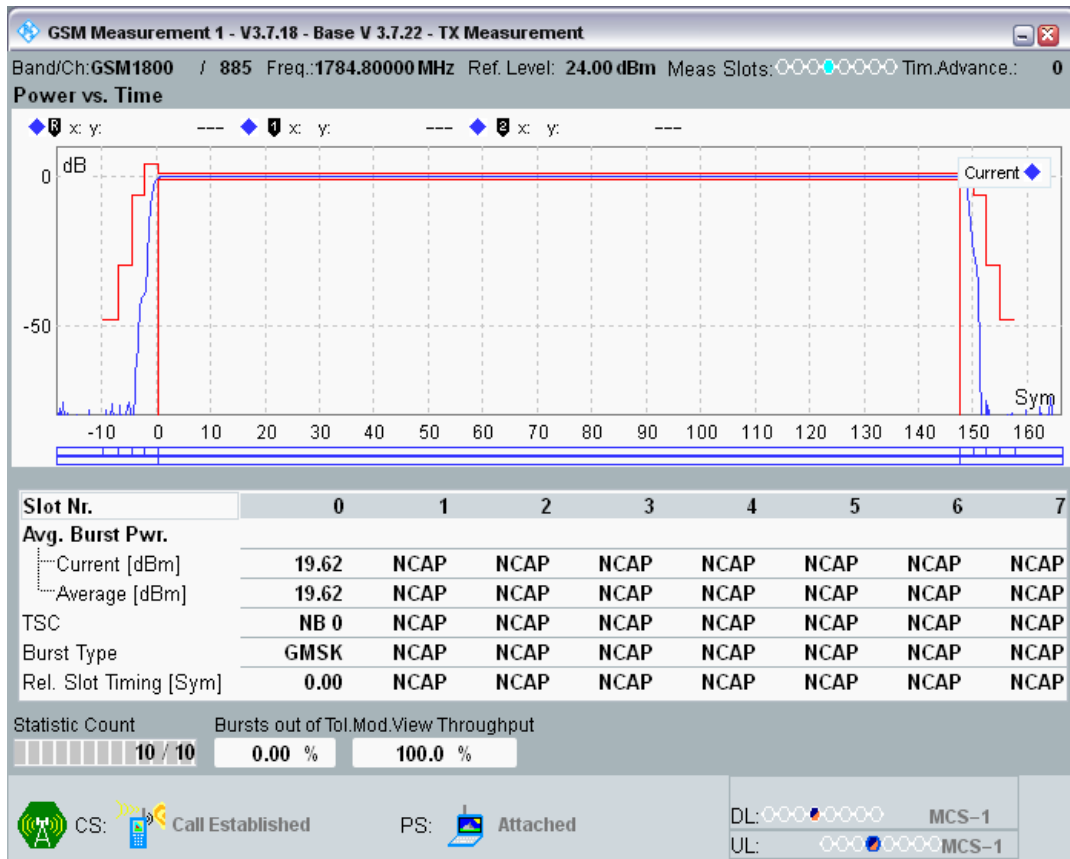 GSM Measurement 1 - V3.7.18 - Base V 3.7.22 - TX Measurement
Band/Ch:GSM1800 / 885 Freq.:1784.80000 MHz Ref. Level: 24.00 dBm Meas Slots: Tim.Advance.: 0
Power vs. Time
R x: y: --- 1 x: y: --- 2 x: y: ---
dB
Current
0
-50
Sym
-10 0 10 20 30 40 50 60 70 80 90 100 110 120 130 140 150 160
Slot Nr. 0 1 2 3 4 5 6 7
Avg. Burst Pwr.
Current [dBm] 19.62 NCAP NCAP NCAP NCAP NCAP NCAP NCAP
Average [dBm] 19.62 NCAP NCAP NCAP NCAP NCAP NCAP NCAP
TSC NB 0 NCAP NCAP NCAP NCAP NCAP NCAP NCAP
Burst Type GMSK NCAP NCAP NCAP NCAP NCAP NCAP NCAP
Rel. Slot Timing [Sym] 0.00 NCAP NCAP NCAP NCAP NCAP NCAP NCAP
Statistic Count Bursts out of Tol. Mod.View Throughput
10 / 10 0.00 % 100.0 %
CS: Call Established PS: Attached
DL: MCS-1
UL: MCS-1